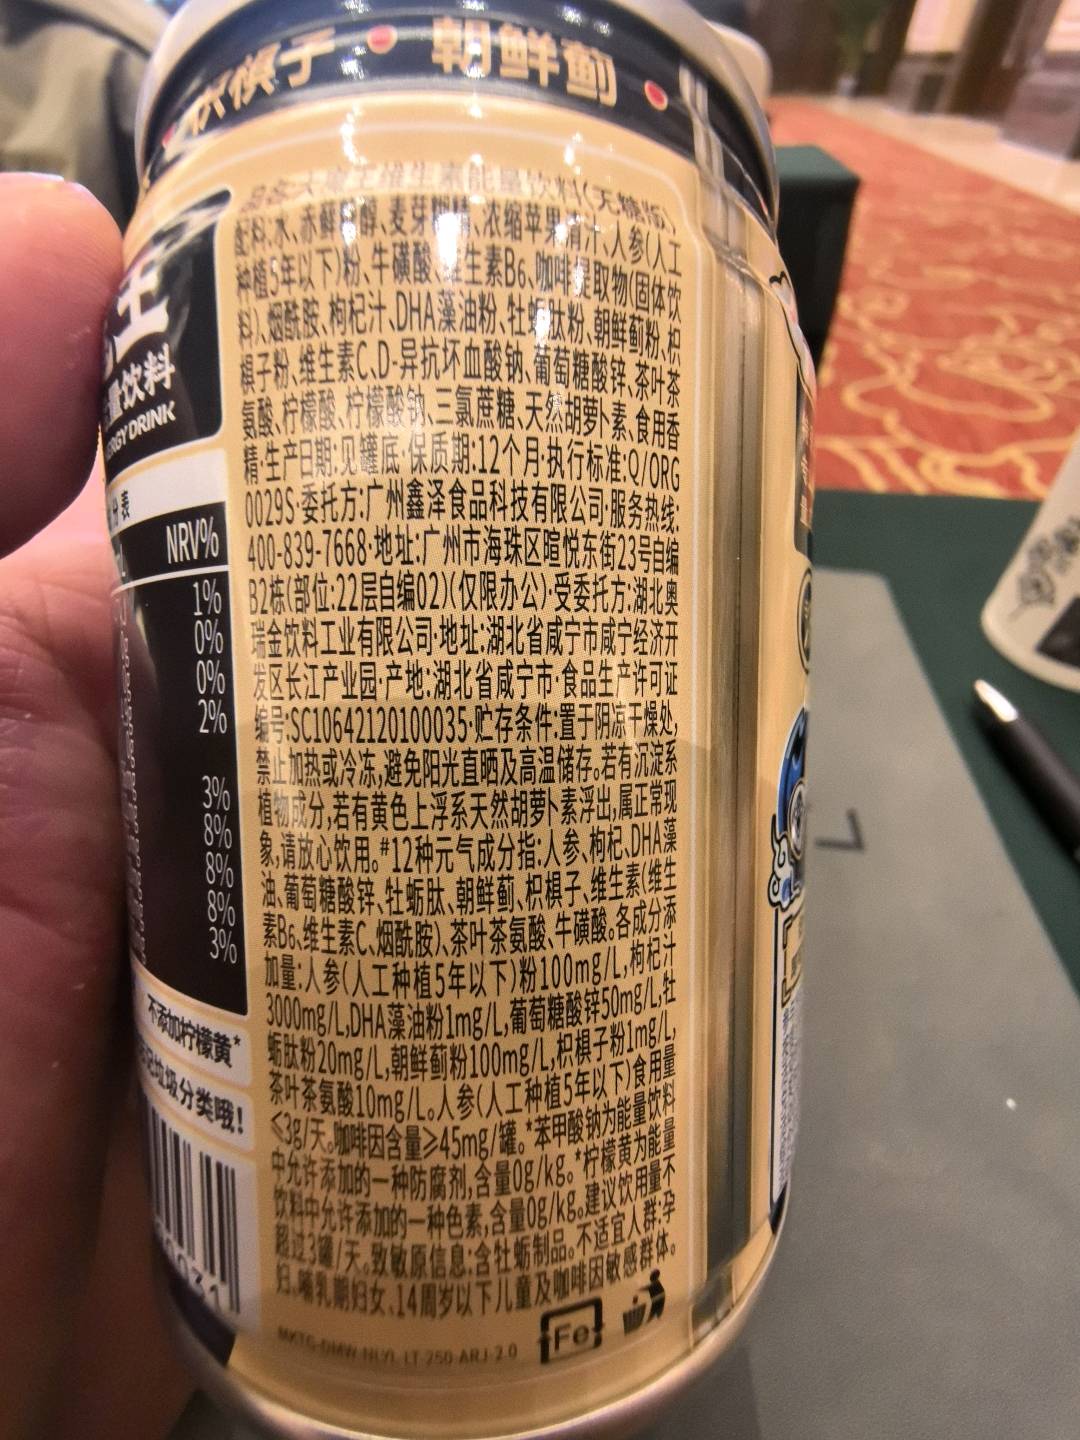 枳椇子 • 朝鲜蓟 •
维生素能量饮料(无糖版)
配料:水、赤鲜糖醇、麦芽糊精、浓缩苹果清汁、人参(人工
种植5年以下)粉、牛磺酸、维生素B6、咖啡提取物(固体饮
料)、烟酰胺、枸杞汁、DHA藻油粉、牡蛎肽粉、朝鲜蓟粉、枳
椇子粉、维生素C、D-异抗坏血酸钠、葡萄糖酸锌、茶叶茶
氨酸、柠檬酸、柠檬酸钠、三氯蔗糖、天然胡萝卜素、食用香
精·生产日期:见罐底·保质期:12个月·执行标准:Q/ORG
0029S·委托方:广州鑫泽食品科技有限公司·服务热线:
400-839-7668·地址:广州市海珠区暄悦东街23号自编
B2栋(部位:22层自编02)(仅限办公)·受委托方:湖北奥
瑞金饮料工业有限公司·地址:湖北省咸宁市咸宁经济开
发区长江产业园·产地:湖北省咸宁市·食品生产许可证
编号:SC10642120100035·贮存条件:置于阴凉干燥处,
禁止加热或冷冻,避免阳光直晒及高温储存。若有沉淀系
植物成分,若有黄色上浮系天然胡萝卜素浮出,属正常现
象,请放心饮用。#12种元气成分指:人参、枸杞、DHA藻
油、葡萄糖酸锌、牡蛎肽、朝鲜蓟、枳椇子、维生素(维生
素B6、维生素C、烟酰胺)、茶叶茶氨酸、牛磺酸。各成分添
加量:人参(人工种植5年以下)粉100mg/L,枸杞汁
3000mg/L,DHA藻油粉1mg/L,葡萄糖酸锌50mg/L,牡
蛎肽粉20mg/L,朝鲜蓟粉100mg/L,枳椇子粉1mg/L,
茶叶茶氨酸10mg/L。人参(人工种植5年以下)食用量
≤3g/天。咖啡因含量≥45mg/罐。*苯甲酸钠为能量饮料
中允许添加的一种防腐剂,含量0g/kg。*柠檬黄为能量
饮料中允许添加的一种色素,含量0g/kg。建议饮用量不
超过3罐/天。致敏原信息:含牡蛎制品。不适宜人群:孕
妇、哺乳期妇女、14周岁以下儿童及咖啡因敏感群体。
Fe
王
量饮料
ERGY DRINK
NRV%
1%
0%
0%
2%
3%
8%
8%
8%
3%
不添加柠檬黄*
记垃圾分类哦!